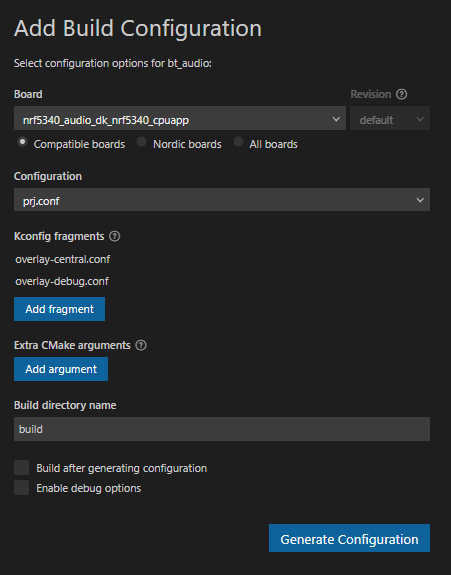 Add Build Configuration
Select configuration options for bt_audio:
Board
Revision ?
nrf5340_audio_dk_nrf5340_cpuapp
default
Compatible boards
Nordic boards
All boards
Configuration
prj.conf
Kconfig fragments ?
overlay-central.conf
overlay-debug.conf
Add fragment
Extra CMake arguments ?
Add argument
Build directory name
build
Build after generating configuration
Enable debug options
Generate Configuration